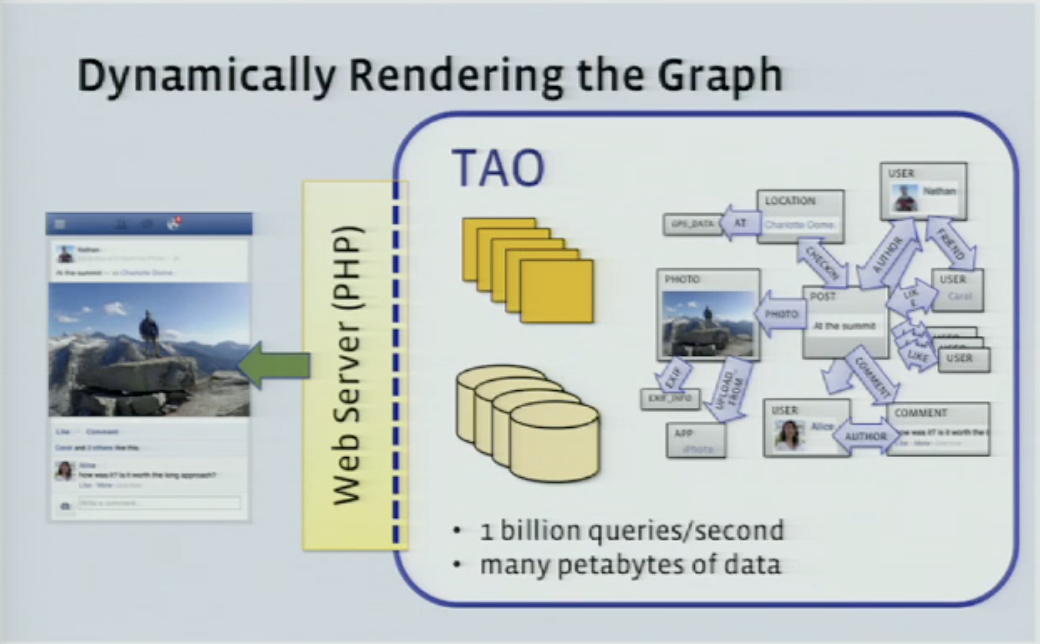 Dynamically Rendering the Graph
TAO
Web Server (PHP)
Nathan
At the summit — at Charlotte Dome.
Like · Comment
Carol and 3 others like this.
Alice
how was it? Is it worth the long approach?
Like · More
Write a comment...
USER
Nathan
LOCATION
Charlotte Dome.
GPS_DATA
AT
CHECKIN
AUTHOR
FRIEND
USER
Carol
PHOTO
PHOTO
POST
At the summit
LIKE
LIKE
USER
EXIF
EXIF_INFO
UPLOAD_FROM
APP
iPhoto
COMMENT
USER
Alice
AUTHOR
COMMENT
how was it? Is it worth the l
• 1 billion queries/second
• many petabytes of data